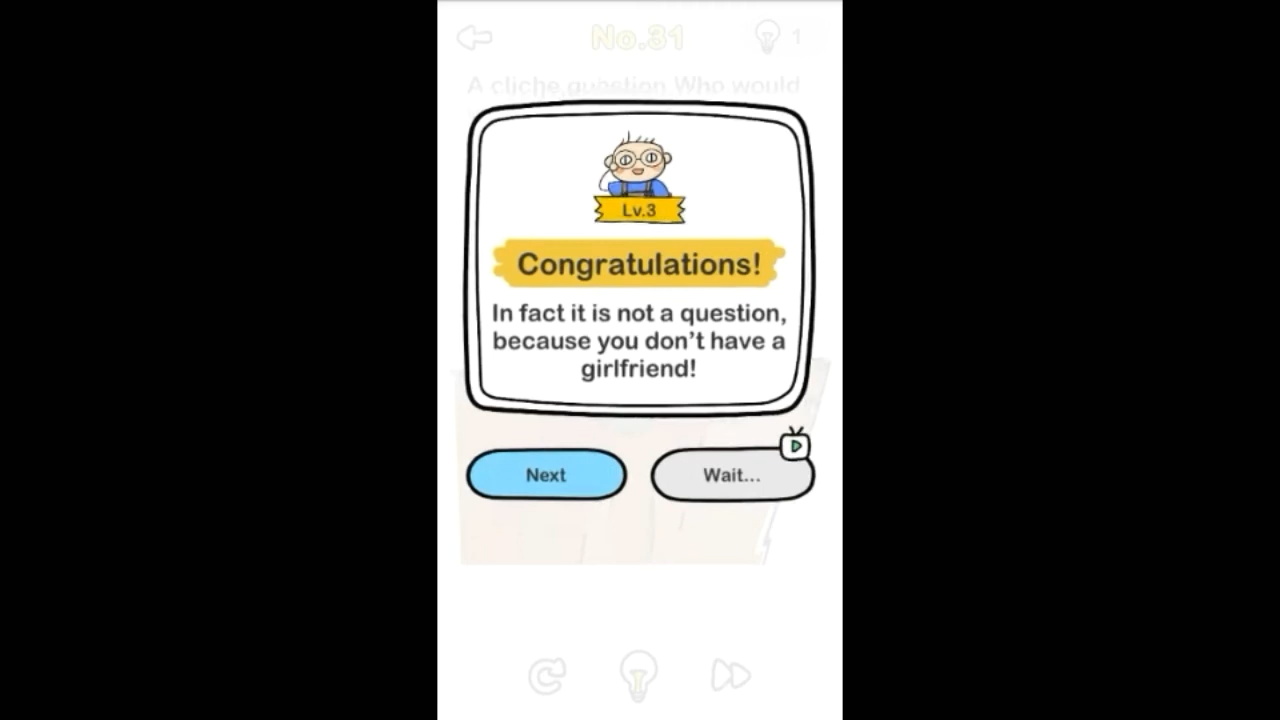 No.31
1
A cliche question Who would
Lv.3
Congratulations!
In fact it is not a question,
because you don't have a
girlfriend!
Next
Wait...